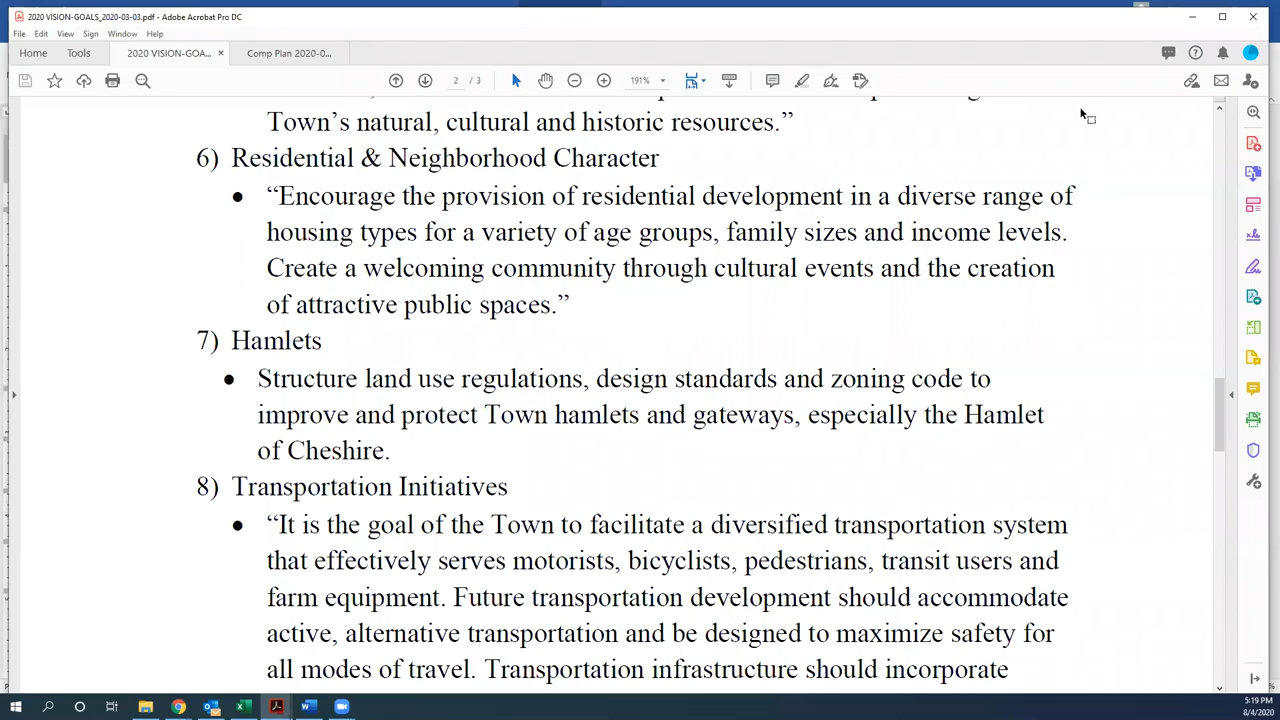 2020 VISION-GOALS_2020-03-03.pdf - Adobe Acrobat Pro DC
File Edit View Sign Window Help
Home Tools 2020 VISION-GOA... × Comp Plan 2020-0...
2 / 3 191%
Town’s natural, cultural and historic resources.”
6) Residential & Neighborhood Character
• “Encourage the provision of residential development in a diverse range of
housing types for a variety of age groups, family sizes and income levels.
Create a welcoming community through cultural events and the creation
of attractive public spaces.”
7) Hamlets
• Structure land use regulations, design standards and zoning code to
improve and protect Town hamlets and gateways, especially the Hamlet
of Cheshire.
8) Transportation Initiatives
• “It is the goal of the Town to facilitate a diversified transportation system
that effectively serves motorists, bicyclists, pedestrians, transit users and
farm equipment. Future transportation development should accommodate
active, alternative transportation and be designed to maximize safety for
all modes of travel. Transportation infrastructure should incorporate
5:19 PM
8/4/2020